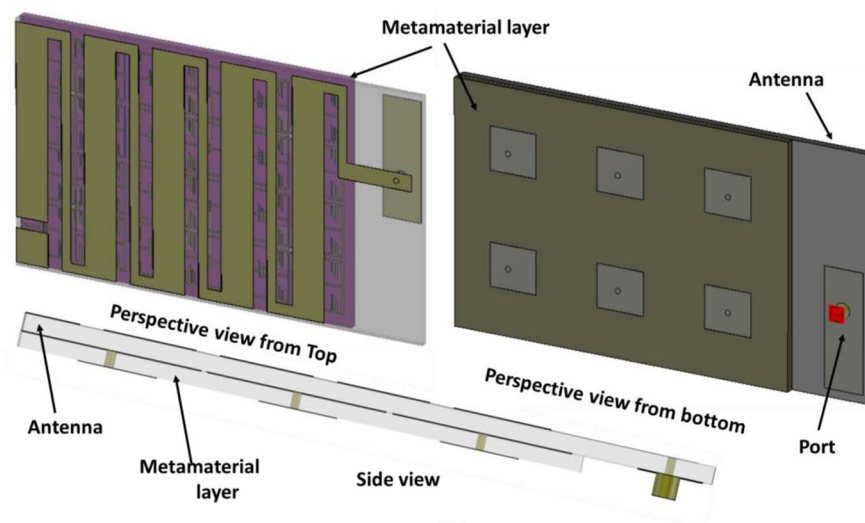 Metamaterial layer
Antenna
Perspective view from Top
Perspective view from bottom
Antenna
Port
Metamaterial
layer
Side view